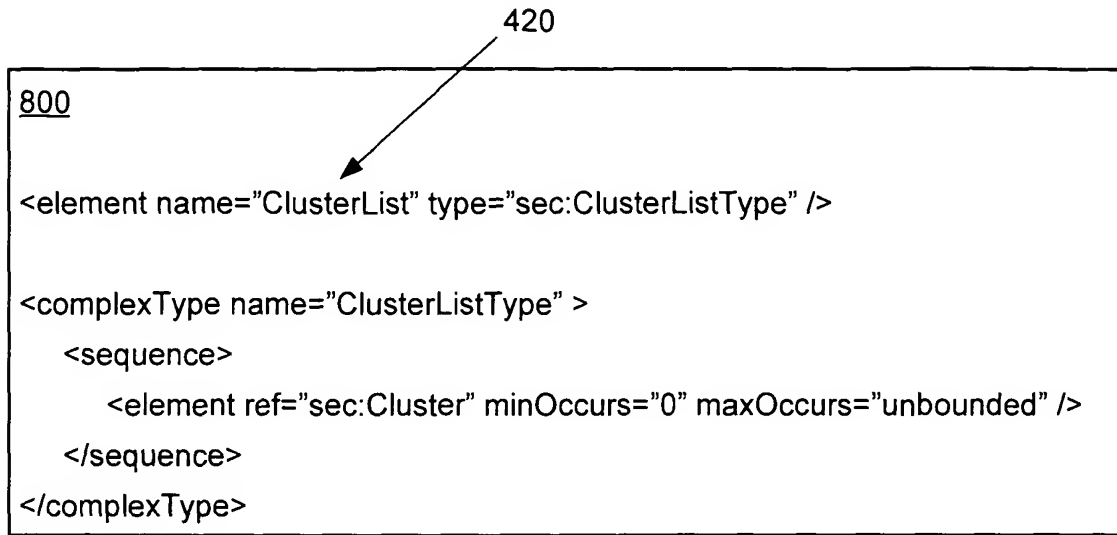 420
800
<element name=”ClusterList” type=”sec:ClusterListType” />
<complexType name=”ClusterListType” >
<sequence>
<element ref=”sec:Cluster” minOccurs=”0” maxOccurs=”unbounded” />
</sequence>
</complexType>